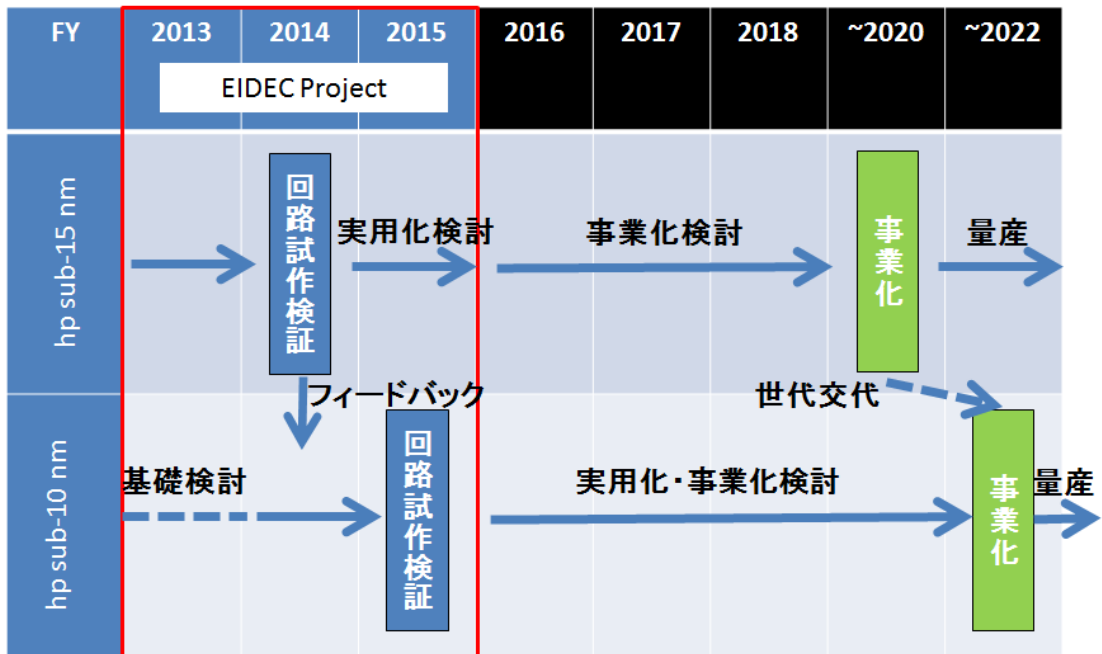 FY 2013 2014 2015 2016 2017 2018 ~2020 ~2022
EIDEC Project
hp sub-15 nm
回路試作検証
実用化検討
事業化検討
事業化
量産
フィードバック
世代交代
hp sub-10 nm
基礎検討
回路試作検証
実用化・事業化検討
事業化
量産